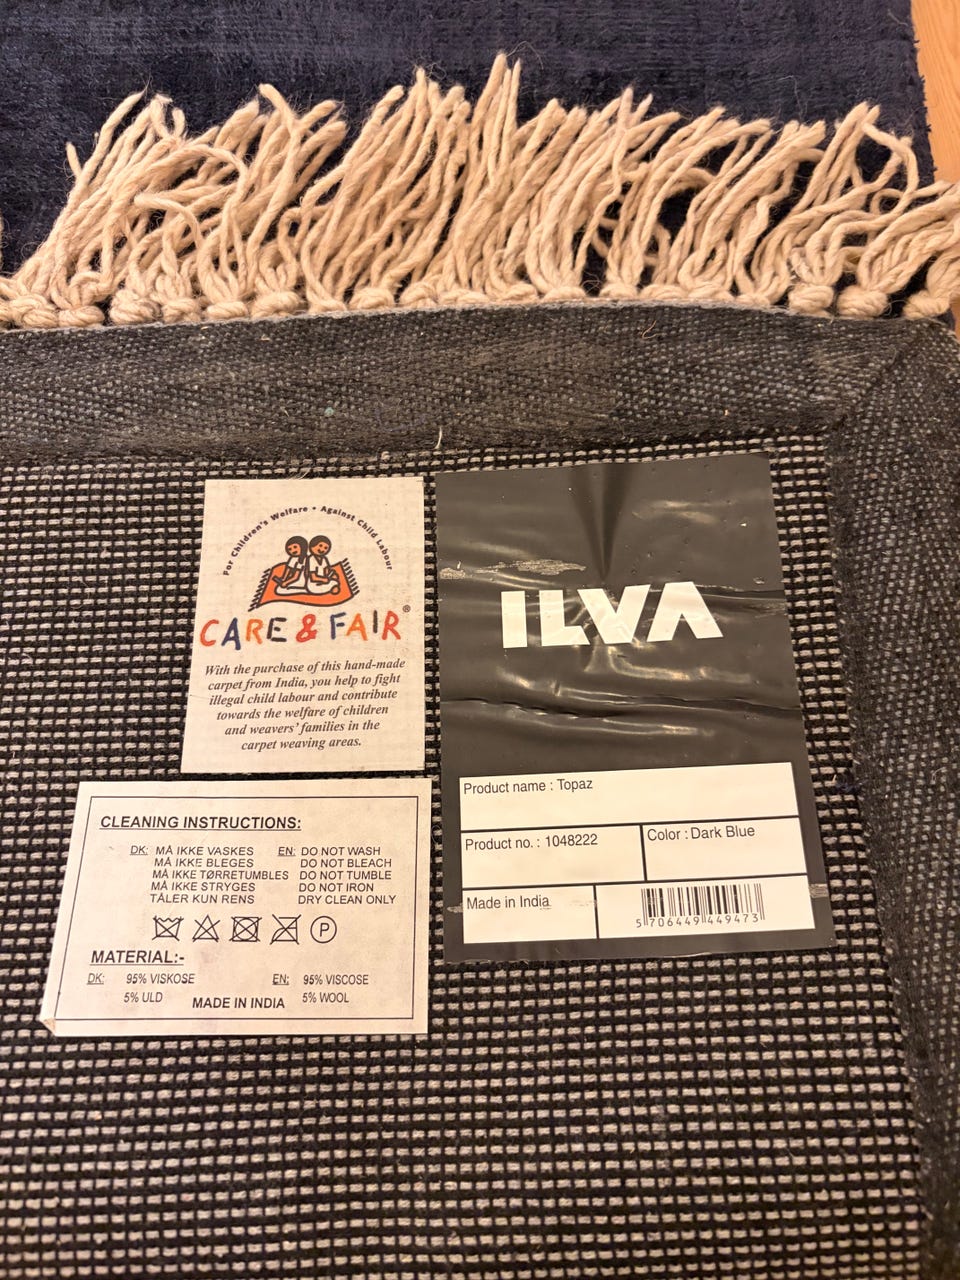 For Children's Welfare • Against Child Labour
CARE & FAIR®
With the purchase of this hand-made
carpet from India, you help to fight
illegal child labour and contribute
towards the welfare of children
and weavers' families in the
carpet weaving areas.
ILVA
Product name : Topaz
Product no. : 1048222
Color : Dark Blue
Made in India
5 706449 449473
CLEANING INSTRUCTIONS:
DK: MÅ IKKE VASKES EN: DO NOT WASH
MÅ IKKE BLEGES DO NOT BLEACH
MÅ IKKE TØRRETUMBLES DO NOT TUMBLE
MÅ IKKE STRYGES DO NOT IRON
TÅLER KUN RENS DRY CLEAN ONLY
P
MATERIAL:-
DK: 95% VISKOSE EN: 95% VISCOSE
5% ULD MADE IN INDIA 5% WOOL